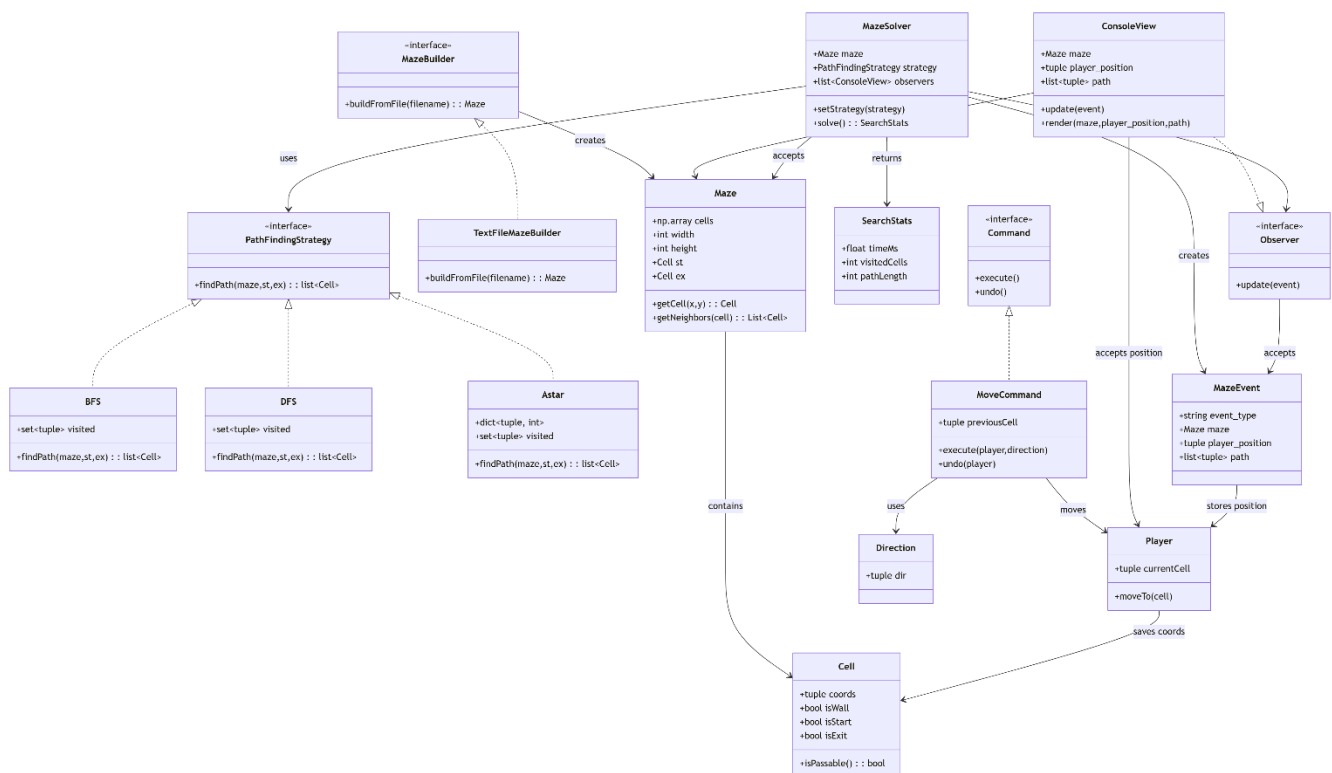 MazeSolver
+Maze maze
+PathFindingStrategy strategy
+list<ConsoleView> observers
+setStrategy(strategy)
+solve() : : SearchStats
ConsoleView
+Maze maze
+tuple player_position
+list<tuple> path
+update(event)
+render(maze,player_position,path)
«interface»
MazeBuilder
+buildFromFile(filename) : : Maze
creates
accepts
returns
uses
Maze
+np.array cells
+int width
+int height
+Cell st
+Cell ex
+getCell(x,y) : : Cell
+getNeighbors(cell) : : List<Cell>
SearchStats
+float timeMs
+int visitedCells
+int pathLength
«interface»
Command
+execute()
+undo()
«interface»
Observer
+update(event)
«interface»
PathFindingStrategy
+findPath(maze,st,ex) : : list<Cell>
TextFileMazeBuilder
+buildFromFile(filename) : : Maze
creates
accepts position
accepts
BFS
+set<tuple> visited
+findPath(maze,st,ex) : : list<Cell>
DFS
+set<tuple> visited
+findPath(maze,st,ex) : : list<Cell>
Astar
+dict<tuple, int>
+set<tuple> visited
+findPath(maze,st,ex) : : list<Cell>
MoveCommand
+tuple previousCell
+execute(player,direction)
+undo(player)
MazeEvent
+string event_type
+Maze maze
+tuple player_position
+list<tuple> path
contains
uses
moves
stores position
Direction
+tuple dir
Player
+tuple currentCell
+moveTo(cell)
saves coords
Cell
+tuple coords
+bool isWall
+bool isStart
+bool isExit
+isPassable() : : bool